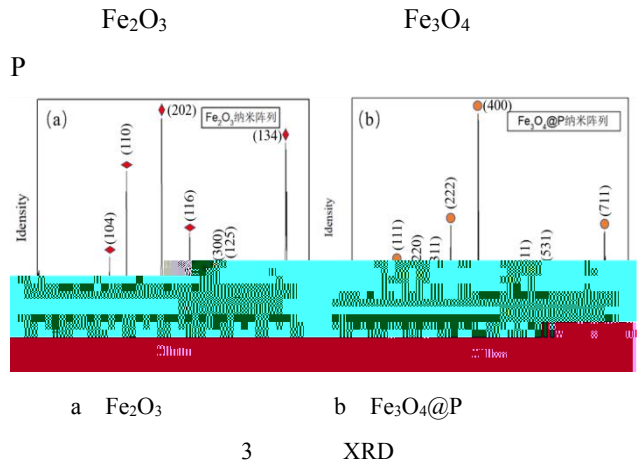 Fe₂O₃ Fe₃O₄
P
(a) (202) Fe₂O₃纳米阵列 (134) (110) (116) (104) (300) (125) Idensity
(b) (400) Fe₃O₄@P纳米阵列 (222) (711) (111) (531) Idensity
a Fe₂O₃ b Fe₃O₄@P
3 XRD